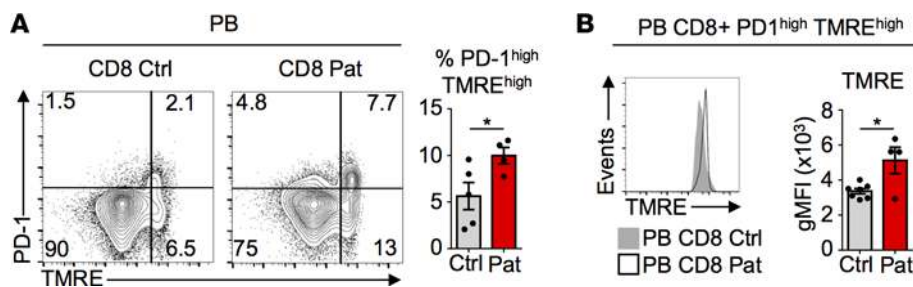 A
PB
CD8 Ctrl
CD8 Pat
1.5
2.1
90
6.5
4.8
7.7
75
13
PD-1
TMRE
% PD-1high
TMREhigh
15
10
5
0
*
Ctrl Pat
B
PB CD8+ PD1high TMREhigh
Events
TMRE
PB CD8 Ctrl
PB CD8 Pat
TMRE
gMFI (x10³)
8
6
4
2
0
*
Ctrl Pat